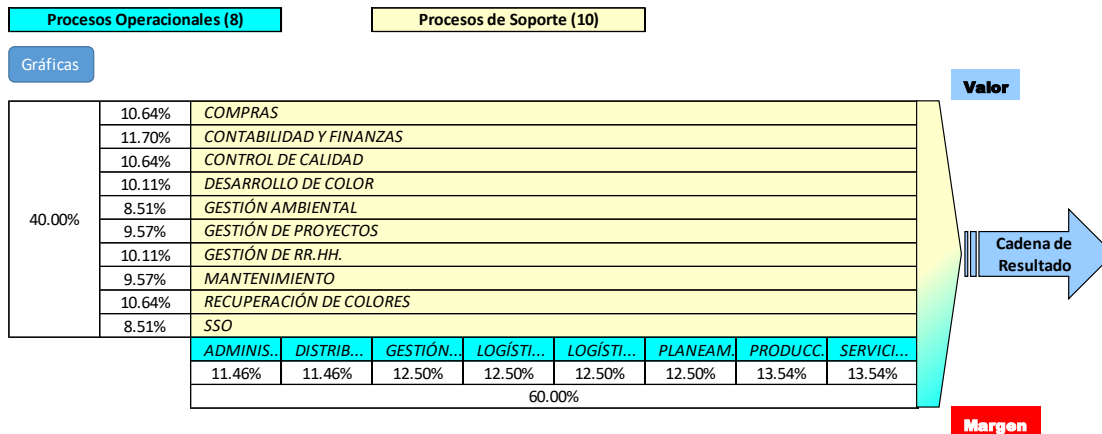 Procesos Operacionales (8) Procesos de Soporte (10)
Gráficas
Valor
10.64% COMPRAS
11.70% CONTABILIDAD Y FINANZAS
10.64% CONTROL DE CALIDAD
10.11% DESARROLLO DE COLOR
8.51% GESTIÓN AMBIENTAL
40.00%
9.57% GESTIÓN DE PROYECTOS
10.11% GESTIÓN DE RR.HH.
9.57% MANTENIMIENTO
10.64% RECUPERACIÓN DE COLORES
8.51% SSO
Cadena de
Resultado
ADMINIS... DISTRIB... GESTIÓN... LOGÍSTI... LOGÍSTI... PLANEAM. PRODUCC. SERVICI...
11.46% 11.46% 12.50% 12.50% 12.50% 12.50% 13.54% 13.54%
60.00%
Margen